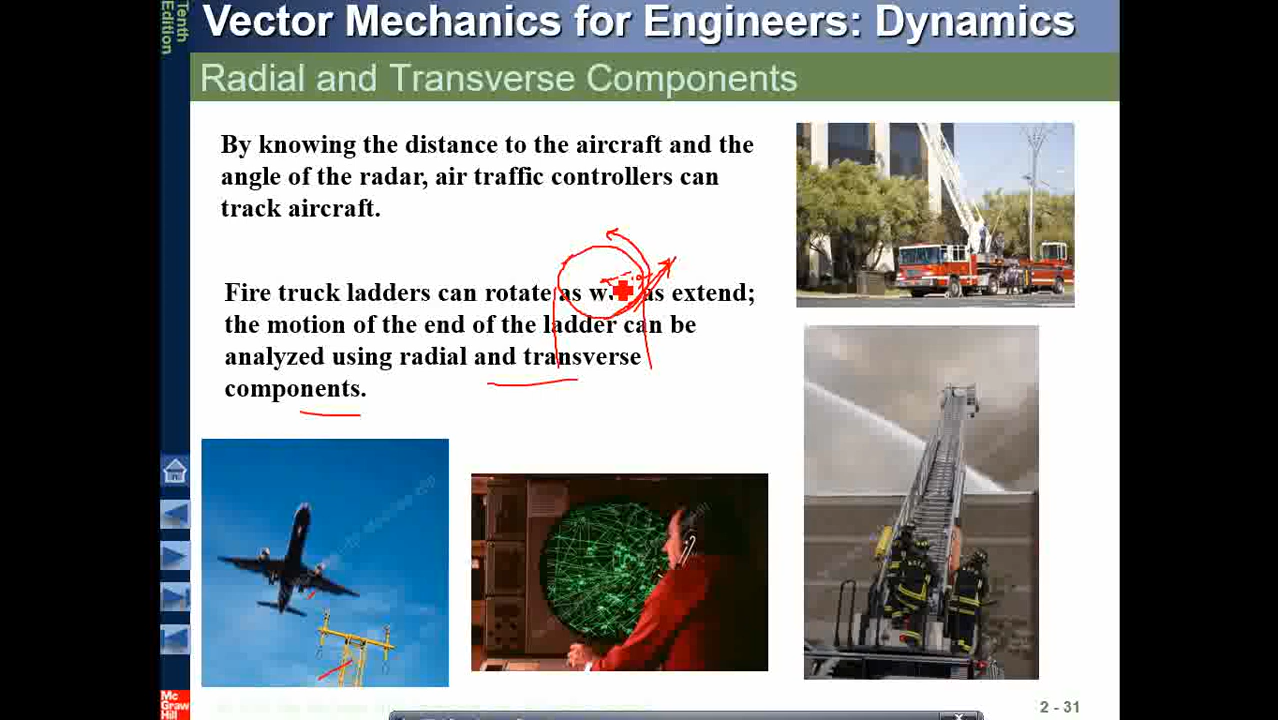 Tenth
Edition
Vector Mechanics for Engineers: Dynamics
Radial and Transverse Components
By knowing the distance to the aircraft and the
angle of the radar, air traffic controllers can
track aircraft.
Fire truck ladders can rotate as as extend;
the motion of the end of the ladder can be
analyzed using radial and transverse
components.
Mc
Graw
Hill
2 - 31